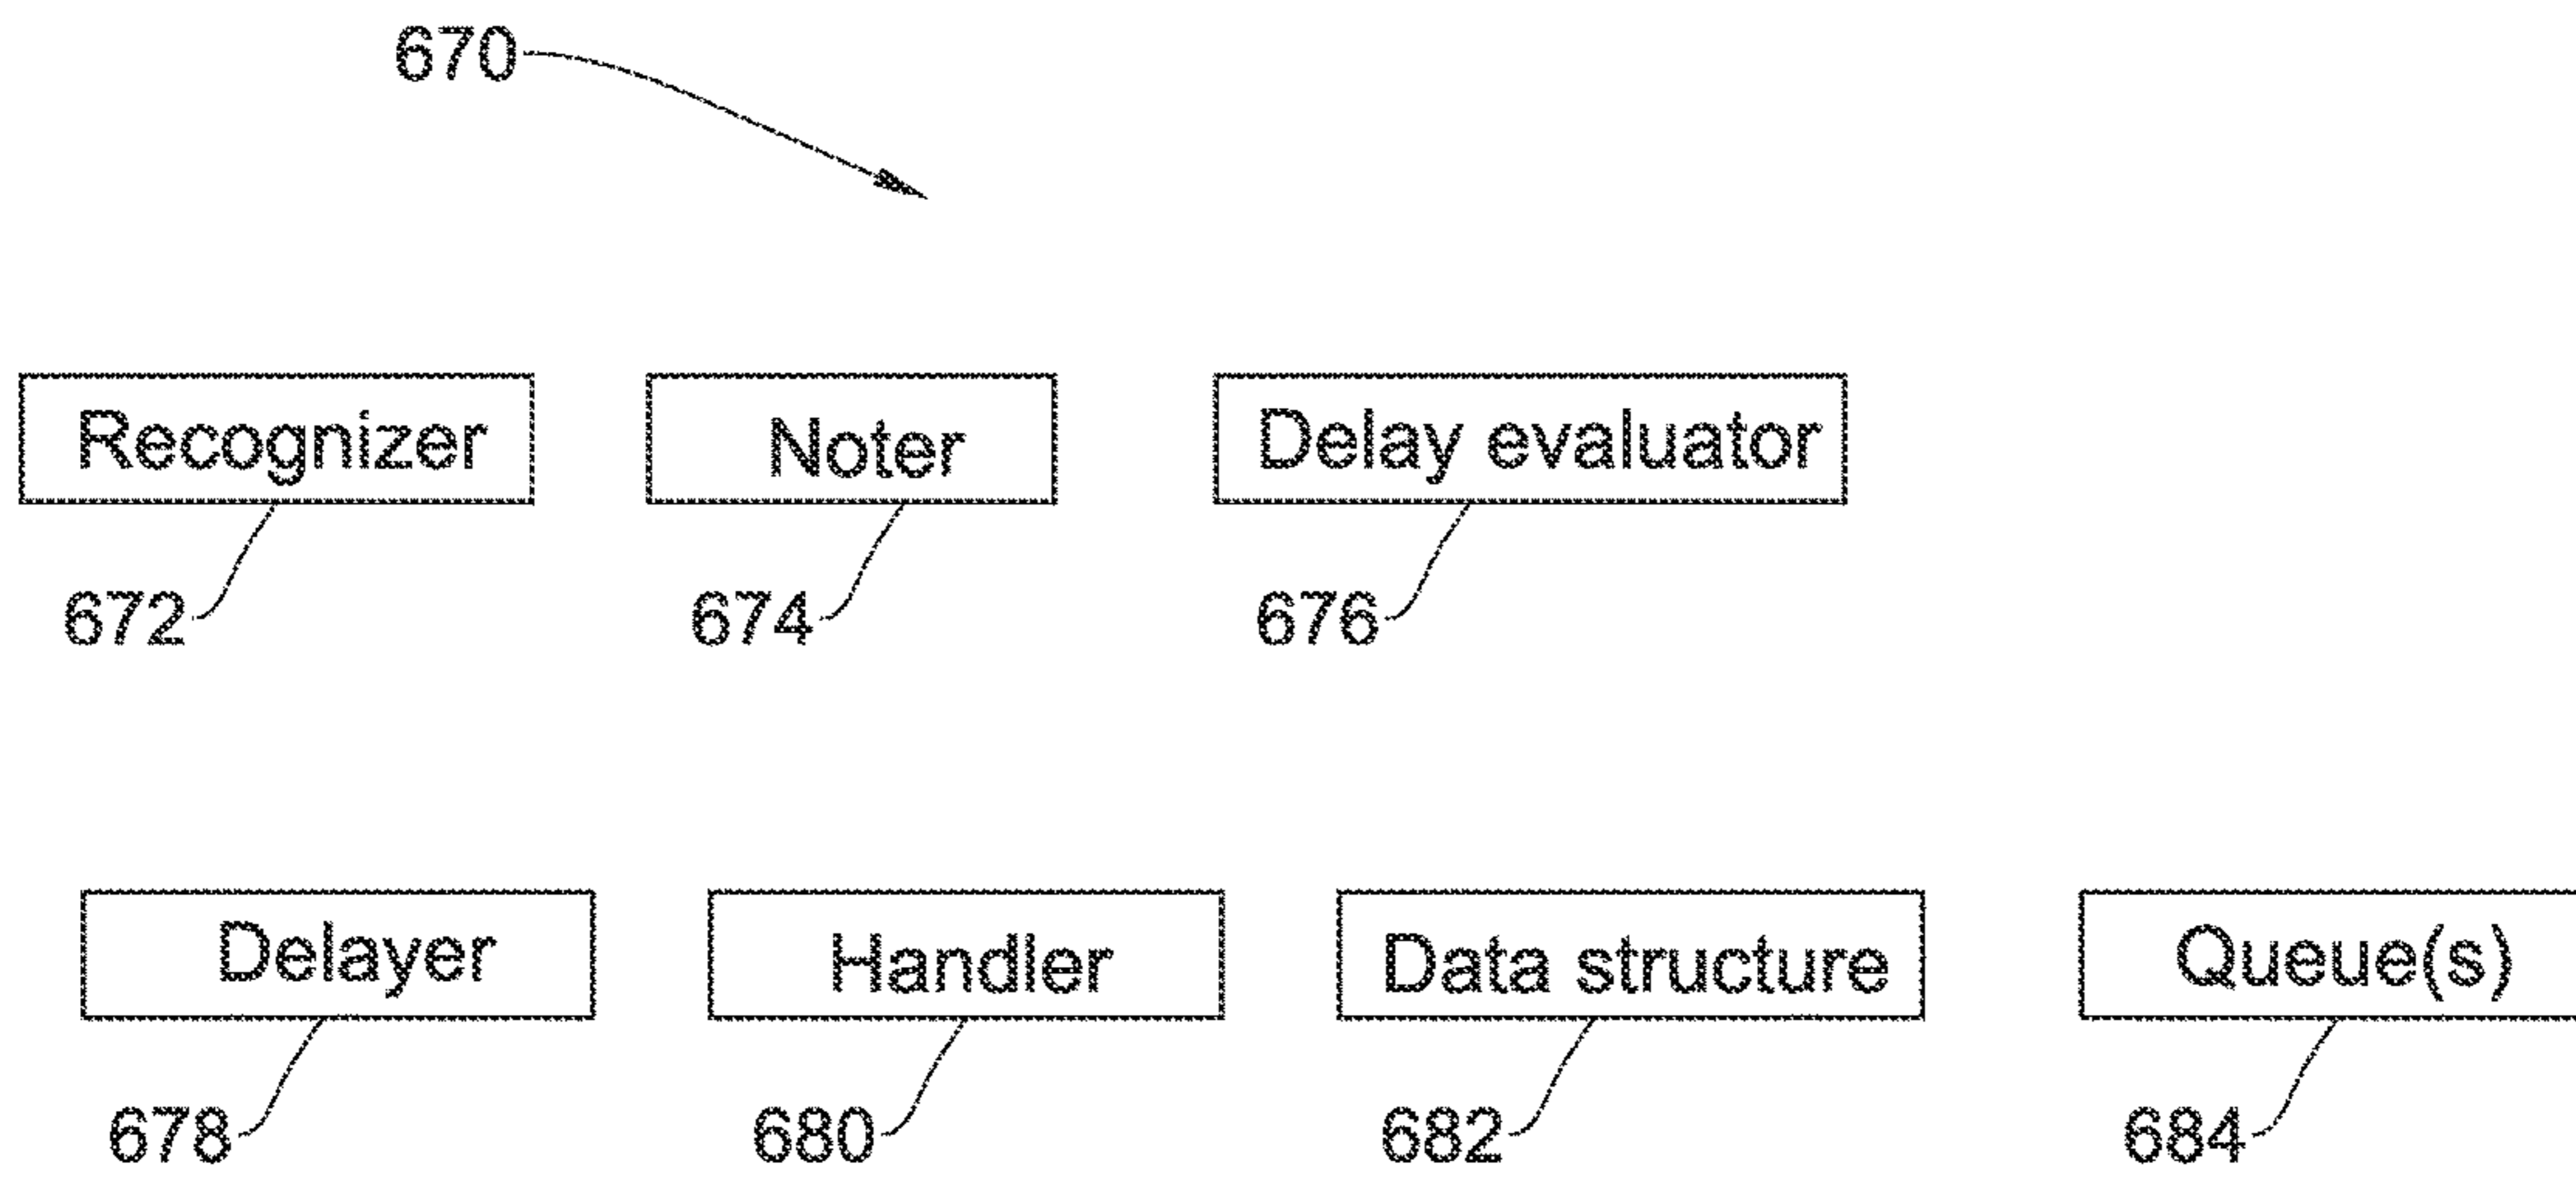 670
Recognizer
Noter
Delay evaluator
672
674
676
Delayer
Handler
Data structure
Queue(s)
678
680
682
684